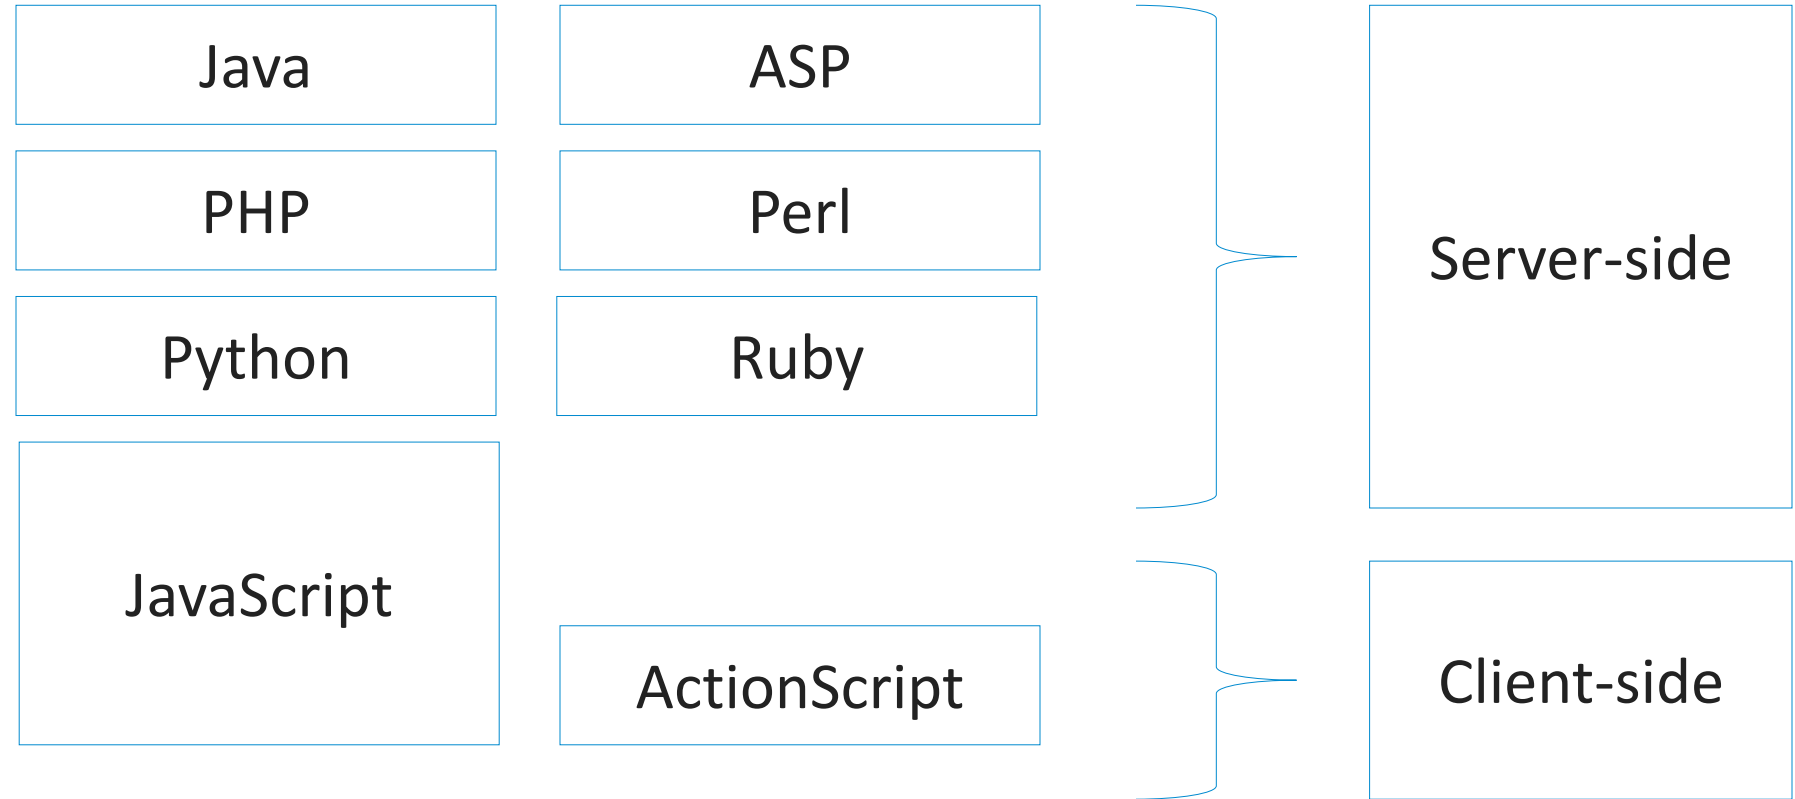 Java
ASP
PHP
Perl
Server-side
Python
Ruby
JavaScript
ActionScript
Client-side